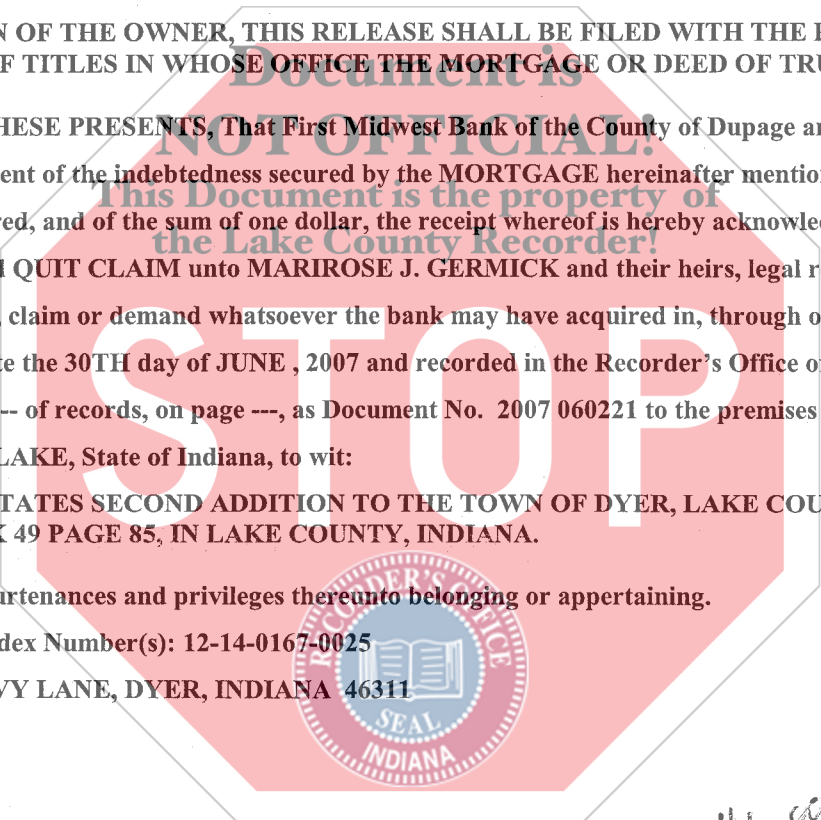 OF THE OWNER, THIS RELEASE SHALL BE FILED WITH THE
F TITLES IN WHOSE OFFICE THE MORTGAGE OR DEED OF TRU
Document is
HESE PRESENTS, That First Midwest Bank of the County of Dupage an
NOT OFFICIAL!
ent of the indebtedness secured by the MORTGAGE hereinafter mentio
This Document is the property of
red, and of the sum of one dollar, the receipt whereof is hereby acknowle
the Lake County Recorder!
QUIT CLAIM unto MARIROSE J. GERMICK and their heirs, legal r
, claim or demand whatsoever the bank may have acquired in, through o
te the 30TH day of JUNE , 2007 and recorded in the Recorder's Office o
STOP
-- of records, on page ---, as Document No. 2007 060221 to the premises
LAKE, State of Indiana, to wit:
TATES SECOND ADDITION TO THE TOWN OF DYER, LAKE COU
K 49 PAGE 85, IN LAKE COUNTY, INDIANA.
urtenances and privileges thereunto belonging or appertaining.
dex Number(s): 12-14-0167-0025
VY LANE, DYER, INDIANA 46311
RECORDER'S OFFICE
SEAL
INDIANA